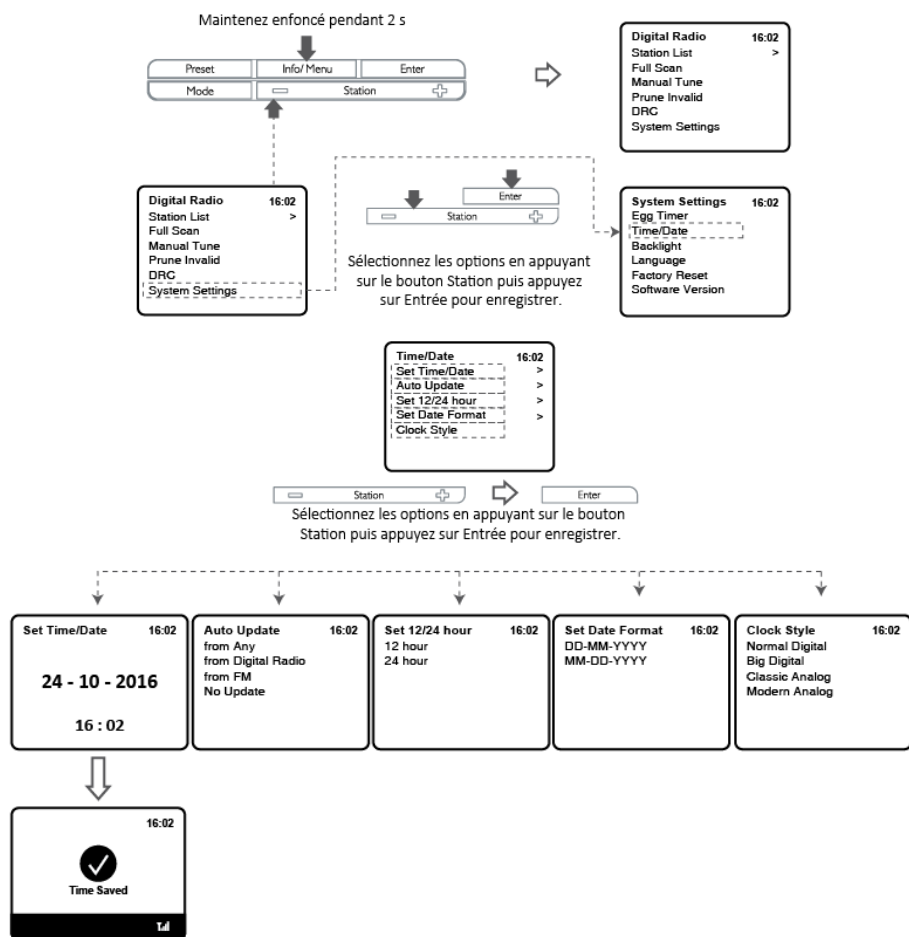 Maintenez enfoncé pendant 2 s
Preset Info/ Menu Enter
Mode Station
Digital Radio 16:02
Station List >
Full Scan
Manual Tune
Prune Invalid
DRC
System Settings
Digital Radio 16:02
Station List >
Full Scan
Manual Tune
Prune Invalid
DRC
System Settings
Enter
Station
Sélectionnez les options en appuyant
sur le bouton Station puis appuyez
sur Entrée pour enregistrer.
System Settings 16:02
Egg Timer
Time/Date
Backlight
Language
Factory Reset
Software Version
Time/Date 16:02
Set Time/Date >
Auto Update >
Set 12/24 hour >
Set Date Format >
Clock Style
Station Enter
Sélectionnez les options en appuyant sur le bouton
Station puis appuyez sur Entrée pour enregistrer.
Set Time/Date 16:02
24 - 10 - 2016
16 : 02
Auto Update 16:02
from Any
from Digital Radio
from FM
No Update
Set 12/24 hour 16:02
12 hour
24 hour
Set Date Format 16:02
DD-MM-YYYY
MM-DD-YYYY
Clock Style 16:02
Normal Digital
Big Digital
Classic Analog
Modern Analog
16:02
Time Saved